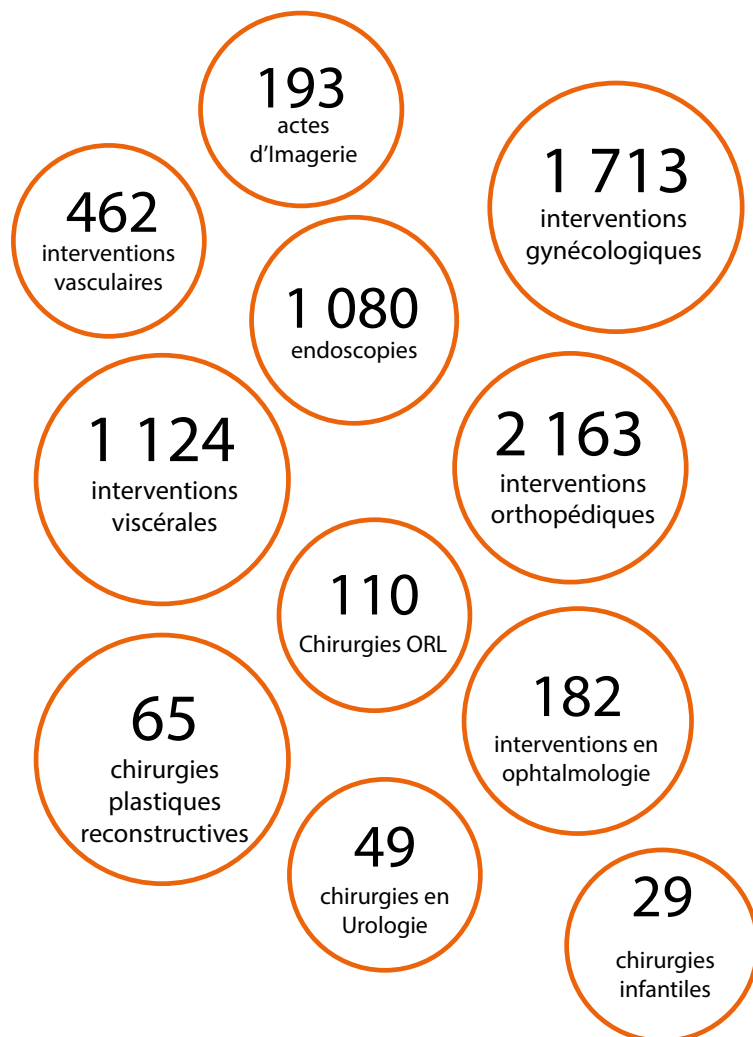 193
actes
d'Imagerie
1 713
interventions
gynécologiques
462
interventions
vasculaires
1 080
endoscopies
1 124
interventions
viscérales
2 163
interventions
orthopédiques
110
Chirurgies ORL
65
chirurgies
plastiques
reconstructives
182
interventions en
ophtalmologie
49
chirurgies en
Urologie
29
chirurgies
infantiles